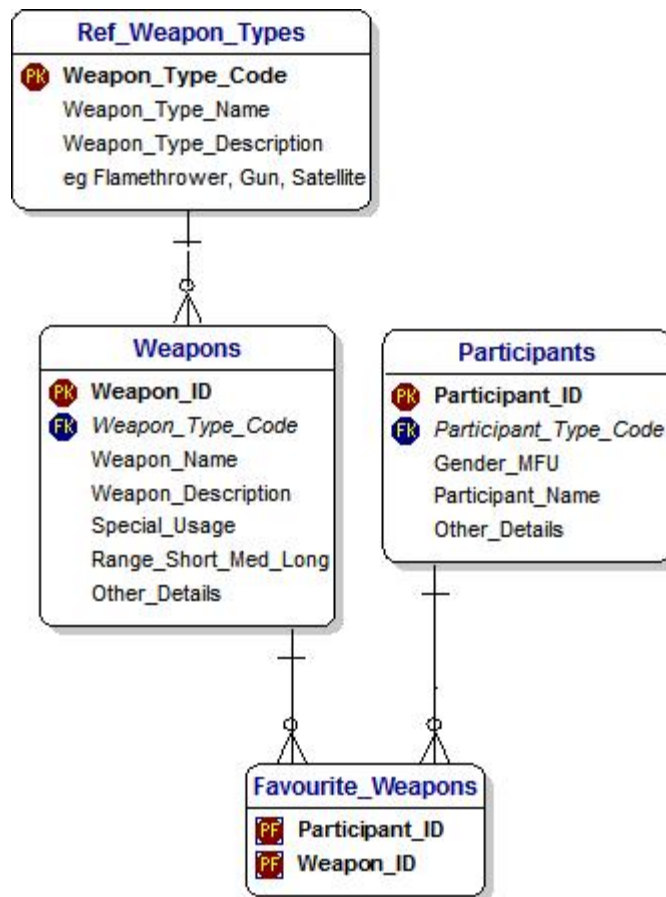 Ref_Weapon_Types
PK Weapon_Type_Code
Weapon_Type_Name
Weapon_Type_Description
eg Flamethrower, Gun, Satellite
Weapons
PK Weapon_ID
FK Weapon_Type_Code
Weapon_Name
Weapon_Description
Special_Usage
Range_Short_Med_Long
Other_Details
Participants
PK Participant_ID
FK Participant_Type_Code
Gender_MFU
Participant_Name
Other_Details
Favourite_Weapons
PF Participant_ID
PF Weapon_ID